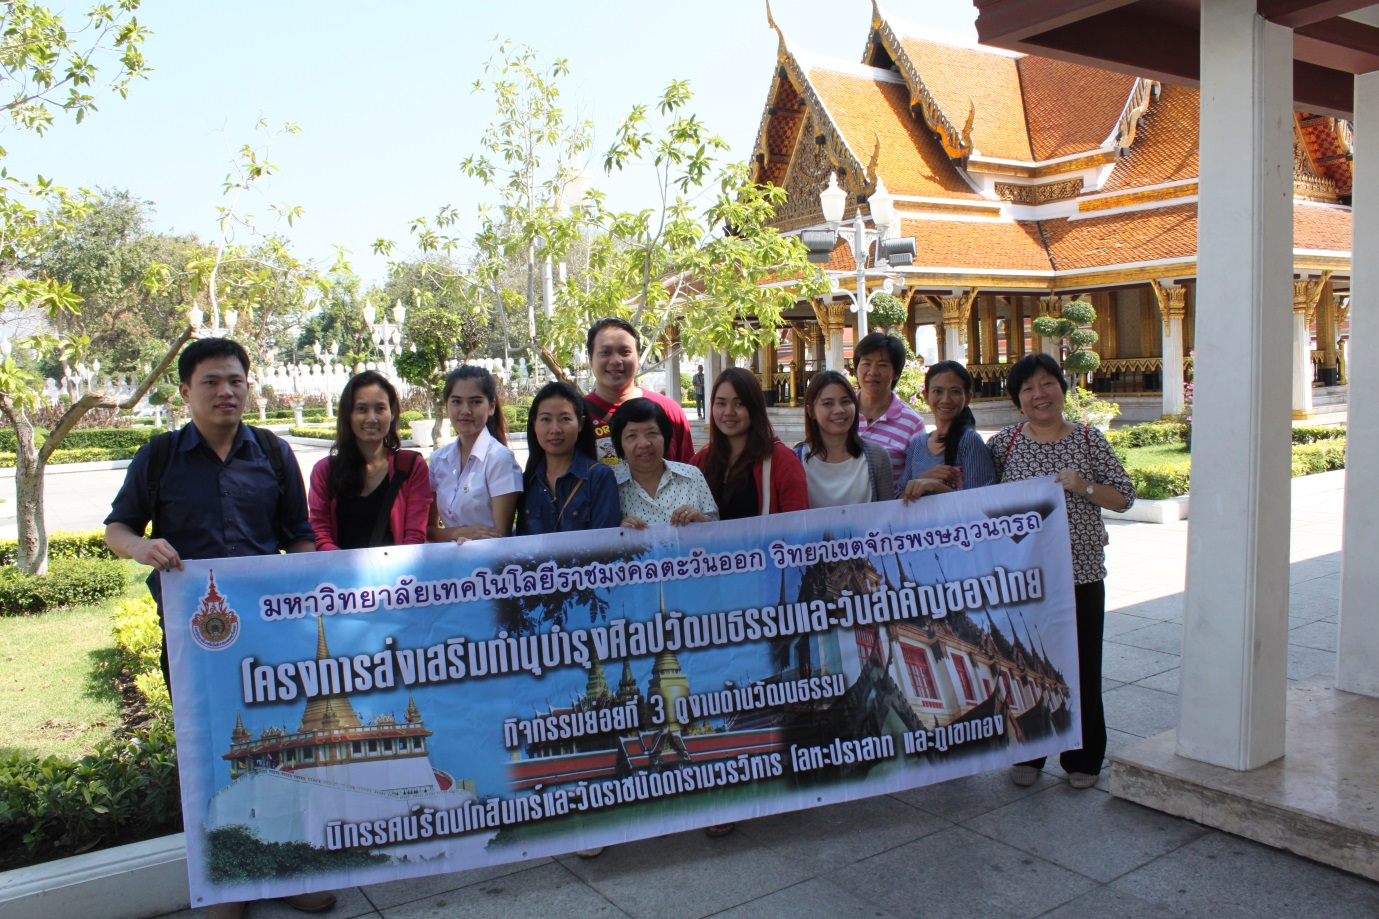 มหาวิทยาลัยเทคโนโลยีราชมงคลตะวันออก วิทยาเขตจักรพงษภูวนารถ
โครงการส่งเสริมทำนุบำรุงศิลปวัฒนธรรมและวันสำคัญของไทย
กิจกรรมย่อยที่ 3 ดูงานด้านวัฒนธรรม
นิทรรศน์รัตนโกสินทร์และวัดราชนัดดารามวรวิหาร โลหะปราสาท และภูเขาทอง